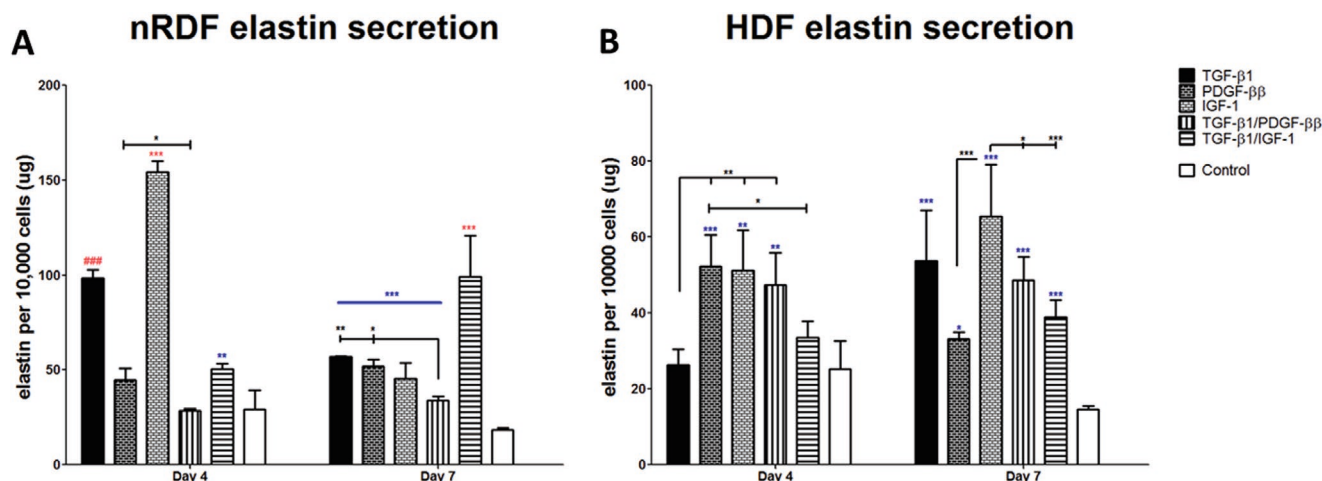 A
nRDF elastin secretion
elastin per 10,000 cells (ug)
200
150
100
50
0
###
*
***
**
***
**
*
***
Day 4
Day 7
B
HDF elastin secretion
elastin per 10000 cells (ug)
100
80
60
40
20
0
**
*
***
**
**
***
***
*
***
***
*
***
***
Day 4
Day 7
TGF-β1
PDGF-ββ
IGF-1
TGF-β1/PDGF-ββ
TGF-β1/IGF-1
Control